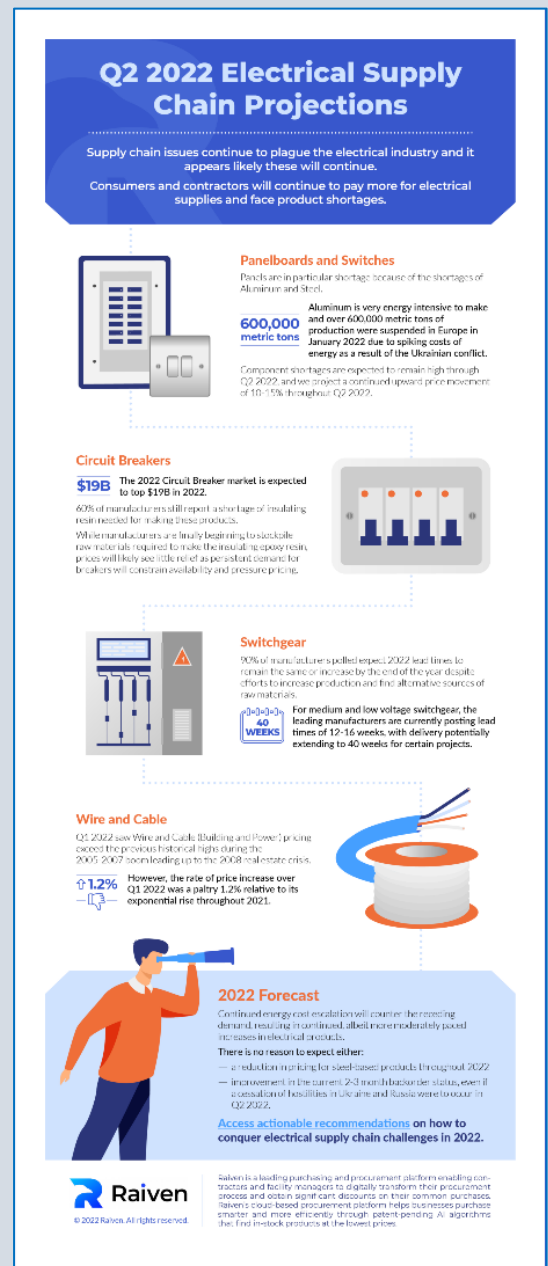 Q2 2022 Electrical Supply
Chain Projections
Supply chain issues continue to plague the electrical industry and it
appears likely these will continue.
Consumers and contractors will continue to pay more for electrical
supplies and face product shortages.
Panelboards and Switches
Panels are in particular shortage because of the shortages of
Aluminum and Steel.
600,000
metric tons
Aluminum is very energy intensive to make
and over 600,000 metric tons of
production were suspended in Europe in
January 2022 due to spiking costs of
energy as a result of the Ukrainian conflict.
Component shortages are expected to remain high through
Q2 2022, and we project a continued upward price movement
of 10-15% throughout Q2 2022.
Circuit Breakers
$19B
The 2022 Circuit Breaker market is expected
to top $19B in 2022.
60% of manufacturers still report a shortage of insulating
resin needed for making these products.
While manufacturers are finally beginning to stockpile
raw materials required to make the insulating epoxy resin,
prices will likely see little relief as persistent demand for
breakers will constrain availability and pressure pricing.
Switchgear
90% of manufacturers polled expect 2022 lead times to
remain the same or increase by the end of the year despite
efforts to increase production and find alternative sources of
raw materials.
40
WEEKS
For medium and low voltage switchgear, the
leading manufacturers are currently posting lead
times of 12-16 weeks, with delivery potentially
extending to 40 weeks for certain projects.
Wire and Cable
Q1 2022 saw Wire and Cable (Building and Power) pricing
exceed the previous historical highs during the
2005-2007 boom leading up to the 2008 real estate crisis.
1.2%
However, the rate of price increase over
Q1 2022 was a paltry 1.2% relative to its
exponential rise throughout 2021.
2022 Forecast
Continued energy cost escalation will counter the receding
demand, resulting in continued, albeit more moderately paced
increases in electrical products.
There is no reason to expect either:
— a reduction in pricing for steel-based products throughout 2022
— improvement in the current 2-3 month backorder status, even if
a cessation of hostilities in Ukraine and Russia were to occur in
Q2 2022.
Access actionable recommendations on how to
conquer electrical supply chain challenges in 2022.
Raiven
© 2022 Raiven. All rights reserved.
Raiven is a leading purchasing and procurement platform enabling con-
tractors and facility managers to digitally transform their procurement
process and obtain significant discounts on their common purchases.
Raiven's cloud-based procurement platform helps businesses purchase
smarter and more efficiently through patent-pending AI algorithms
that find in-stock products at the lowest prices.